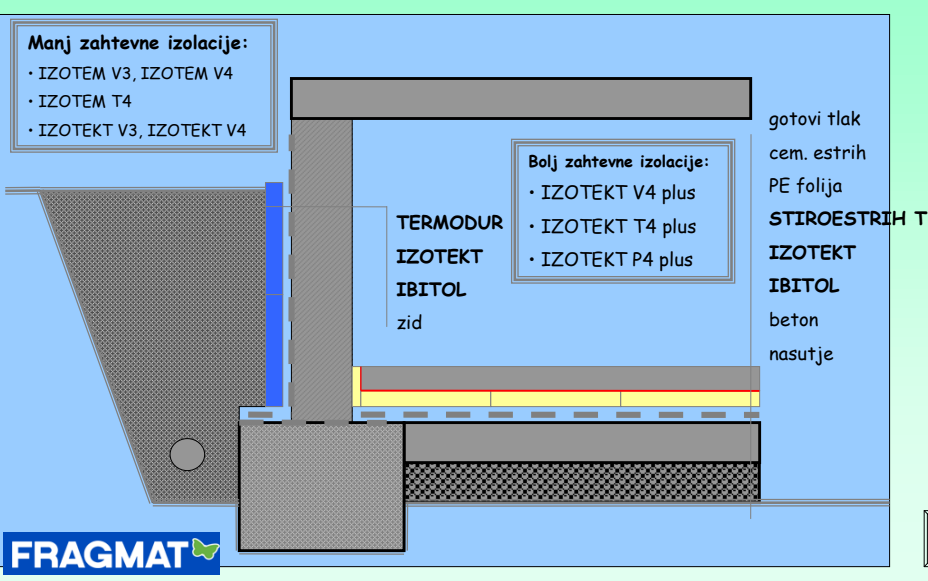 Manj zahtevne izolacije:
· IZOTEM V3, IZOTEM V4
· IZOTEM T4
· IZOTEKT V3, IZOTEKT V4
Bolj zahtevne izolacije:
· IZOTEKT V4 plus
· IZOTEKT T4 plus
· IZOTEKT P4 plus
TERMODUR
IZOTEKT
IBITOL
zid
gotovi tlak
cem. estrih
PE folija
STIROESTRIH T
IZOTEKT
IBITOL
beton
nasutje
FRAGMAT